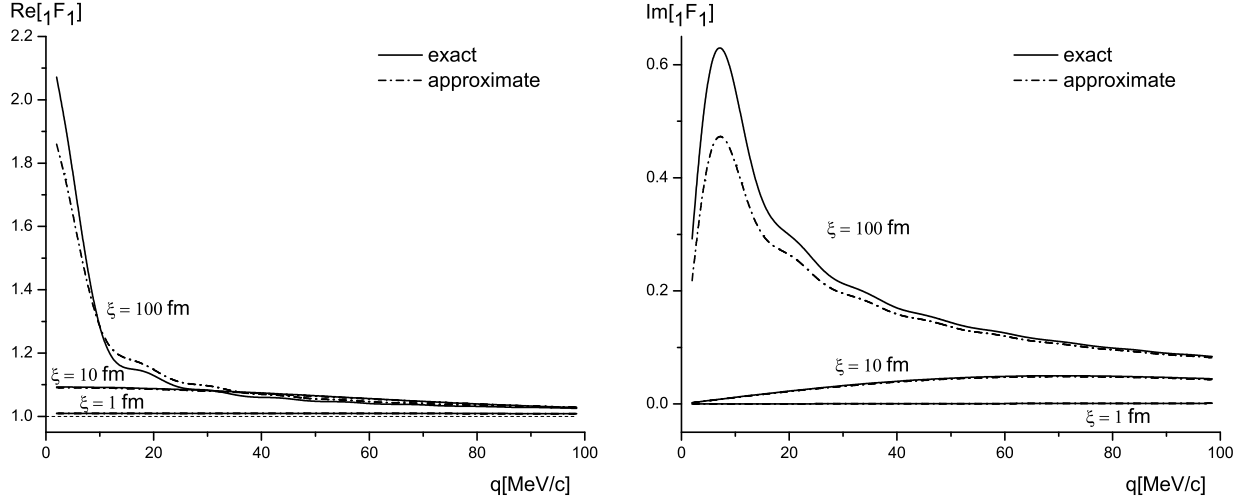 Re[₁F₁]
2.2
2.0
1.8
1.6
1.4
1.2
1.0
exact
approximate
ξ = 100 fm
ξ = 10 fm
ξ = 1 fm
0 20 40 60 80 100
q[MeV/c]
Im[₁F₁]
0.6
0.4
0.2
0.0
exact
approximate
ξ = 100 fm
ξ = 10 fm
ξ = 1 fm
0 20 40 60 80 100
q[MeV/c]